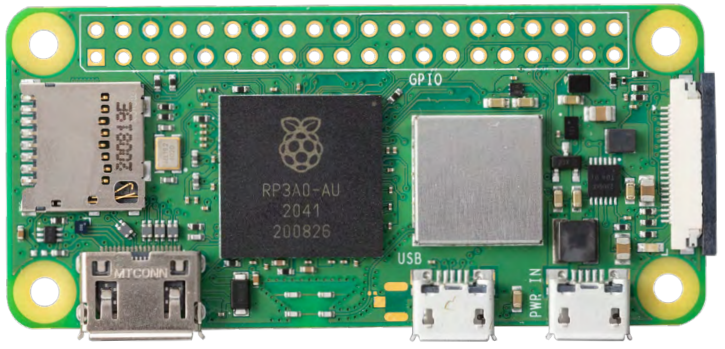 GPIO
200819E
RP3A0-AU
2041
200826
USB
MTCONN
PWR IN